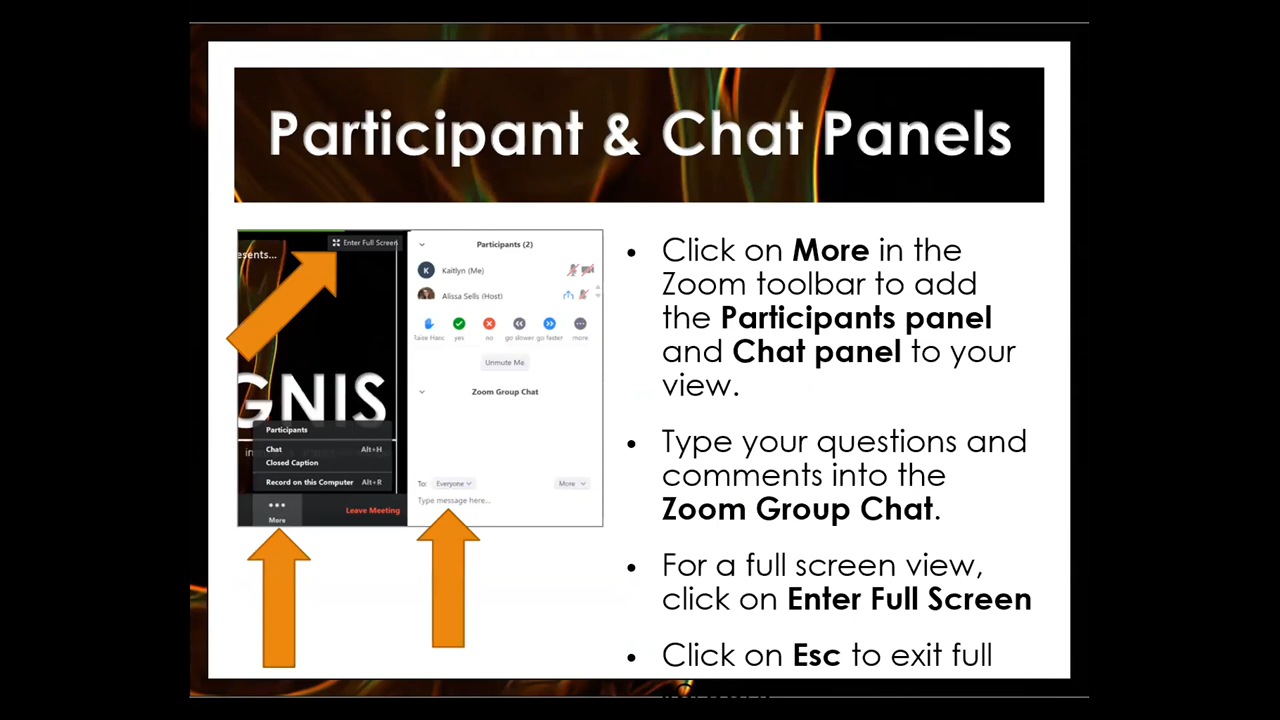 Participant & Chat Panels
Enter Full Screen
esents...
GNIS
Participants
Chat Alt+H
Closed Caption
Record on this Computer Alt+R
More
Leave Meeting
Participants (2)
K Kaitlyn (Me)
Alissa Sells (Host)
yes no go slower go faster more
Unmute Me
Zoom Group Chat
To: Everyone More
Type message here...
• Click on More in the
Zoom toolbar to add
the Participants panel
and Chat panel to your
view.
• Type your questions and
comments into the
Zoom Group Chat.
• For a full screen view,
click on Enter Full Screen
• Click on Esc to exit full